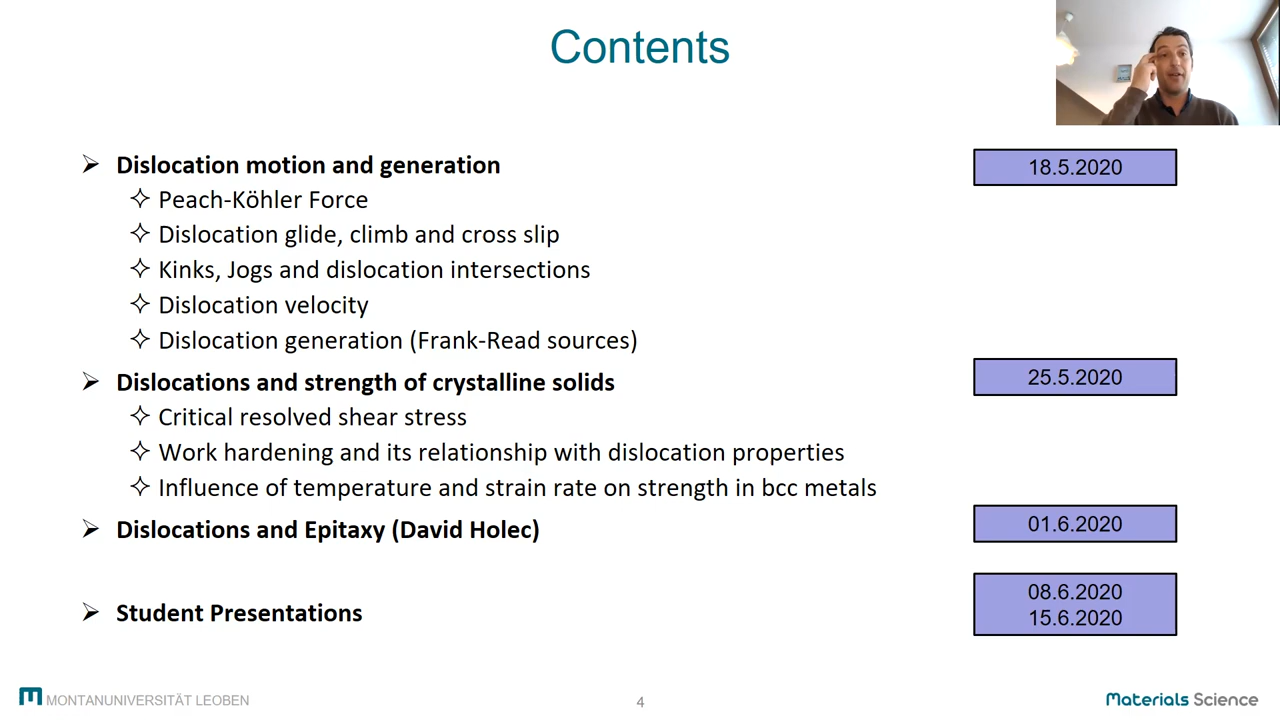 Contents
Dislocation motion and generation
18.5.2020
Peach-Köhler Force
Dislocation glide, climb and cross slip
Kinks, Jogs and dislocation intersections
Dislocation velocity
Dislocation generation (Frank-Read sources)
Dislocations and strength of crystalline solids
25.5.2020
Critical resolved shear stress
Work hardening and its relationship with dislocation properties
Influence of temperature and strain rate on strength in bcc metals
Dislocations and Epitaxy (David Holec)
01.6.2020
Student Presentations
08.6.2020
15.6.2020
MONTANUNIVERSITÄT LEOBEN
4
Materials Science